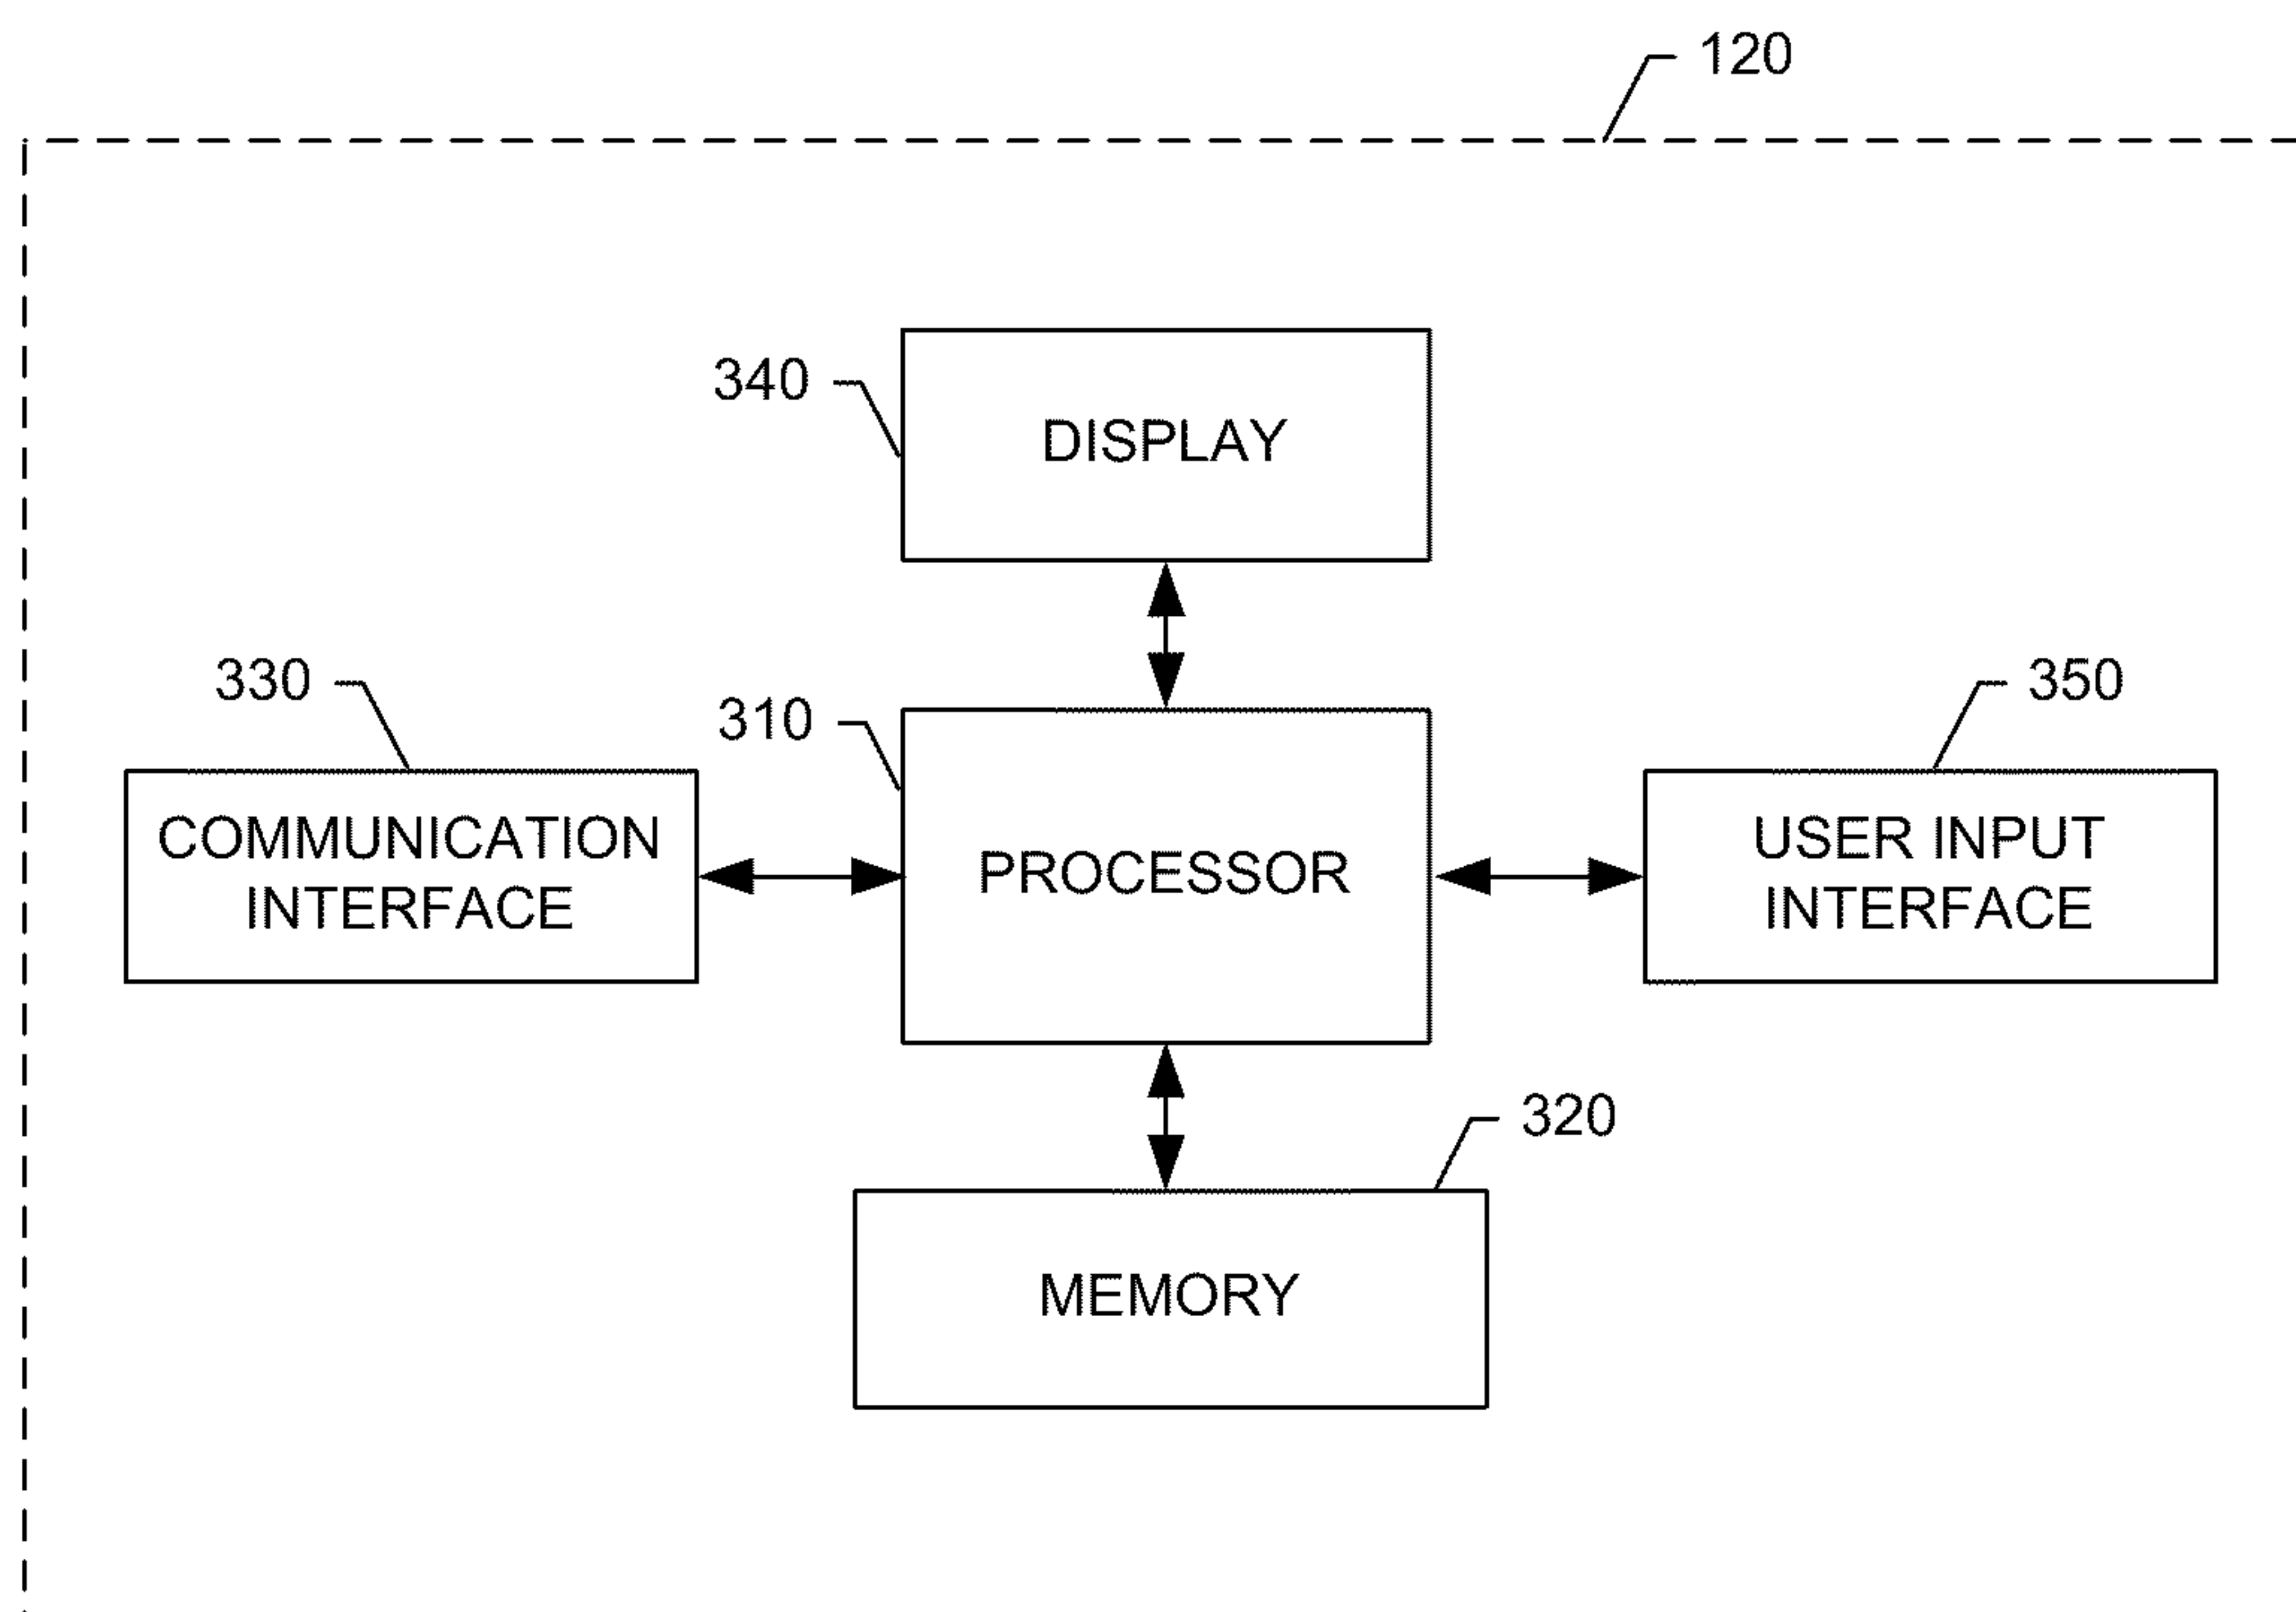 120
340
DISPLAY
330
310
350
COMMUNICATION
INTERFACE
PROCESSOR
USER INPUT
INTERFACE
320
MEMORY